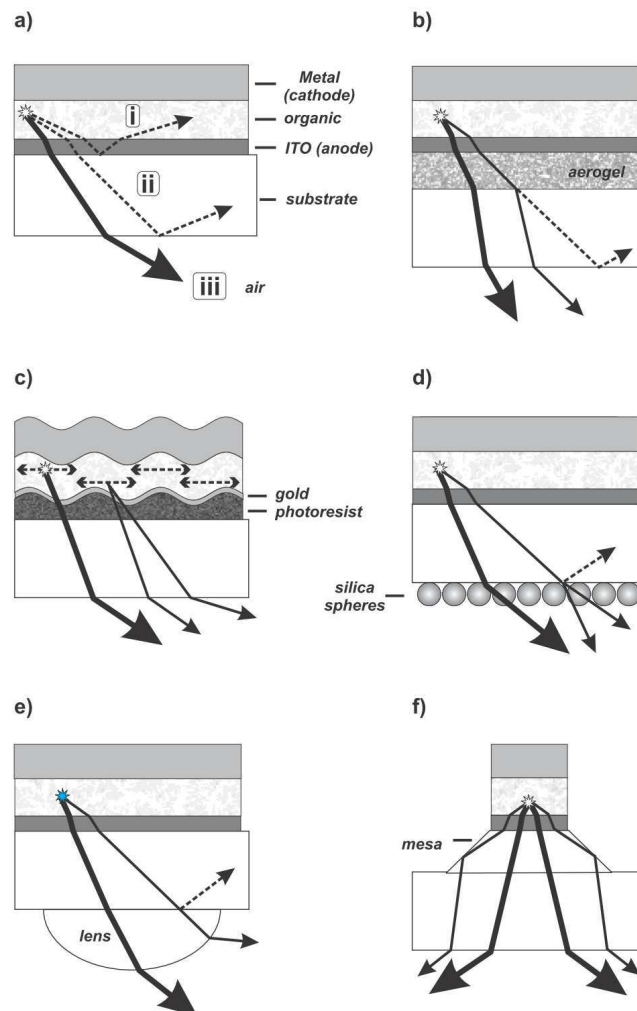 a)
Metal
(cathode)
i
organic
ITO (anode)
ii
substrate
iii
air
b)
aerogel
c)
gold
photoresist
d)
silica
spheres
e)
lens
f)
mesa